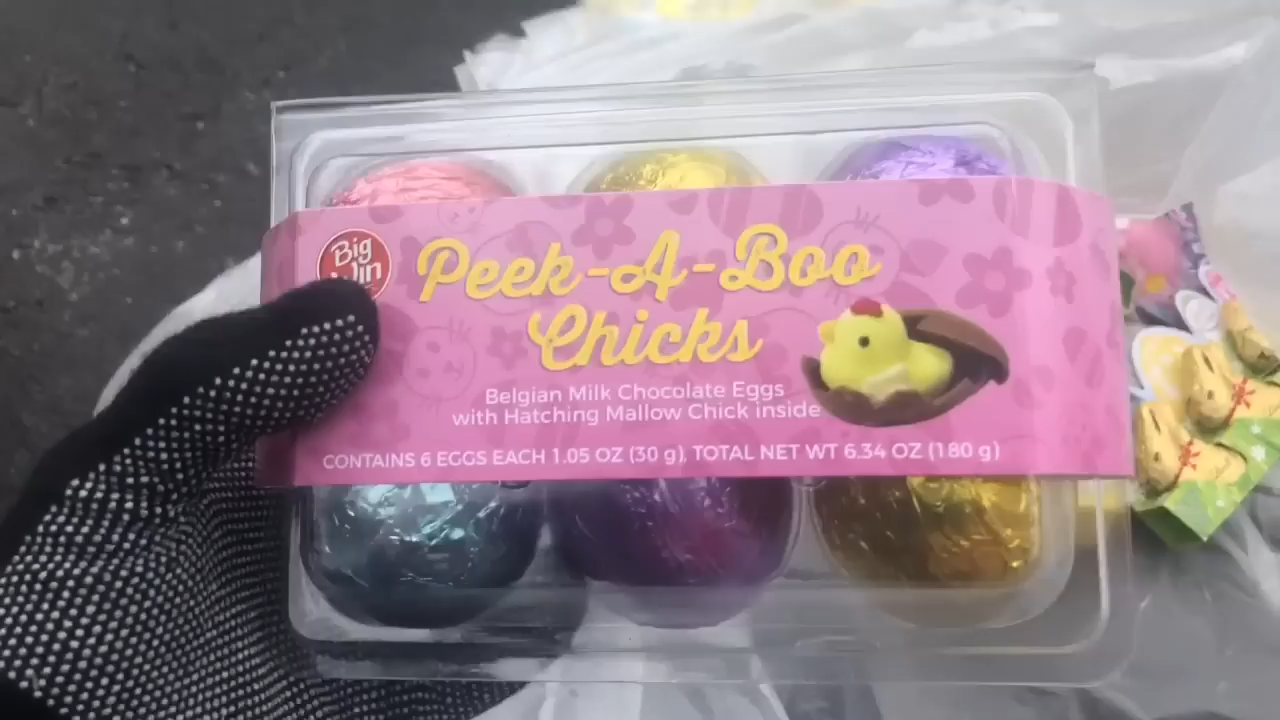 Big
Peek-A-Boo
Chicks
Belgian Milk Chocolate Eggs
with Hatching Mallow Chick inside
CONTAINS 6 EGGS EACH 1.05 OZ (30 g), TOTAL NET WT 6.34 OZ (180 g)